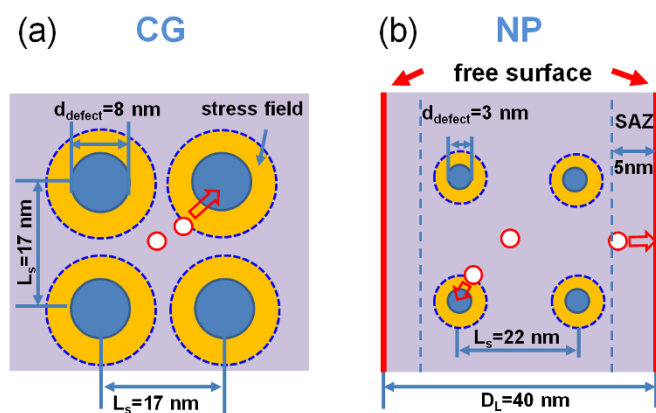 (a) CG
d_defect=8 nm
stress field
L_s=17 nm
L_s=17 nm
(b) NP
free surface
d_defect=3 nm
SAZ
5nm
L_s=22 nm
D_L=40 nm